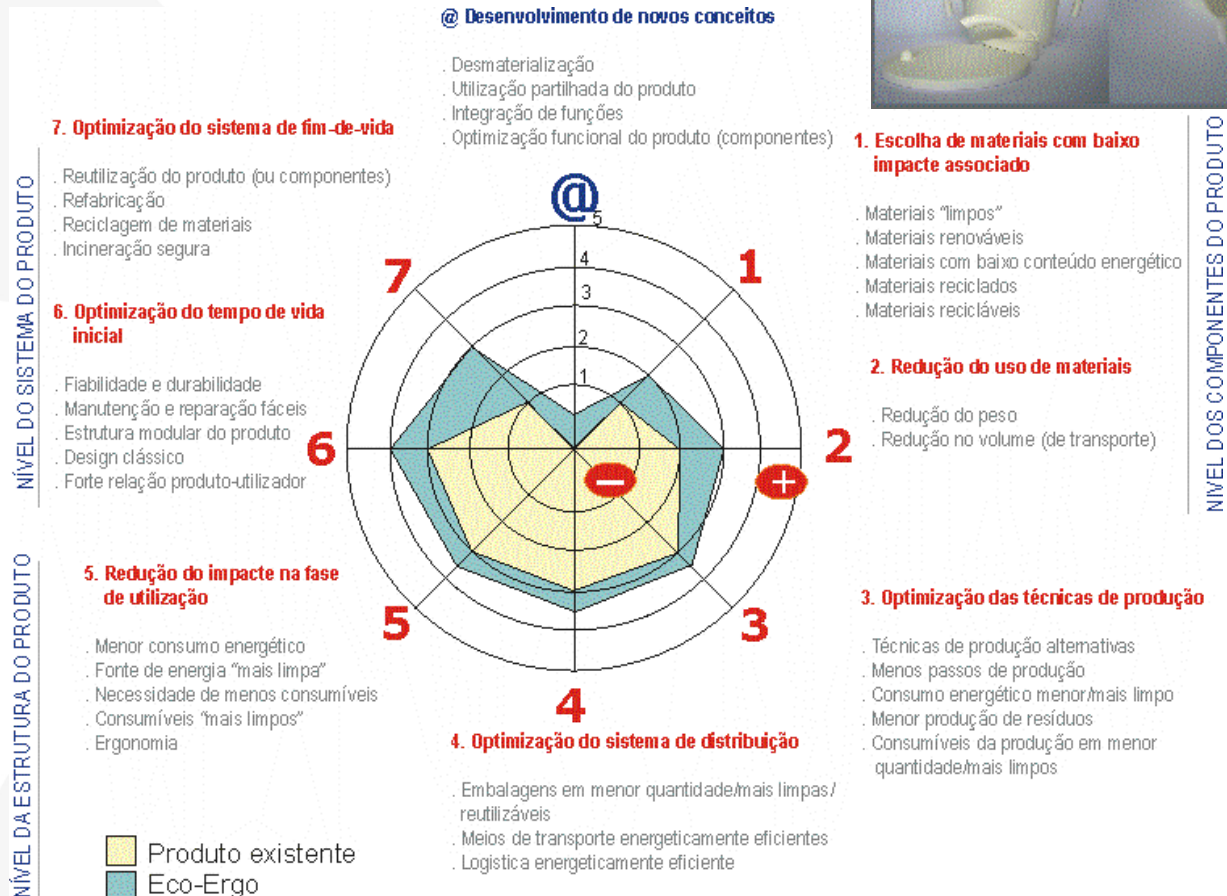 @ Desenvolvimento de novos conceitos
. Desmaterialização
. Utilização partilhada do produto
. Integração de funções
. Optimização funcional do produto (componentes)
7. Optimização do sistema de fim-de-vida
. Reutilização do produto (ou componentes)
. Refabricação
. Reciclagem de materiais
. Incineração segura
6. Optimização do tempo de vida
inicial
. Fiabilidade e durabilidade
. Manutenção e reparação fáceis
. Estrutura modular do produto
. Design clássico
. Forte relação produto-utilizador
NÍVEL DO SISTEMA DO PRODUTO
5. Redução do impacte na fase
de utilização
. Menor consumo energético
. Fonte de energia "mais limpa"
. Necessidade de menos consumíveis
. Consumíveis "mais limpos"
. Ergonomia
NÍVEL DA ESTRUTURA DO PRODUTO
@
5
4
3
2
1
1
2
3
4
5
6
7
−
+
1. Escolha de materiais com baixo
impacte associado
. Materiais "limpos"
. Materiais renováveis
. Materiais com baixo conteúdo energético
. Materiais reciclados
. Materiais recicláveis
2. Redução do uso de materiais
. Redução do peso
. Redução no volume (de transporte)
NIVEL DOS COMPONENTES DO PRODUTO
3. Optimização das técnicas de produção
. Técnicas de produção alternativas
. Menos passos de produção
. Consumo energético menor/mais limpo
. Menor produção de resíduos
. Consumíveis da produção em menor
quantidade/mais limpos
4. Optimização do sistema de distribuição
. Embalagens em menor quantidade/mais limpas/
reutilizáveis
. Meios de transporte energeticamente eficientes
. Logistica energeticamente eficiente
Produto existente
Eco-Ergo